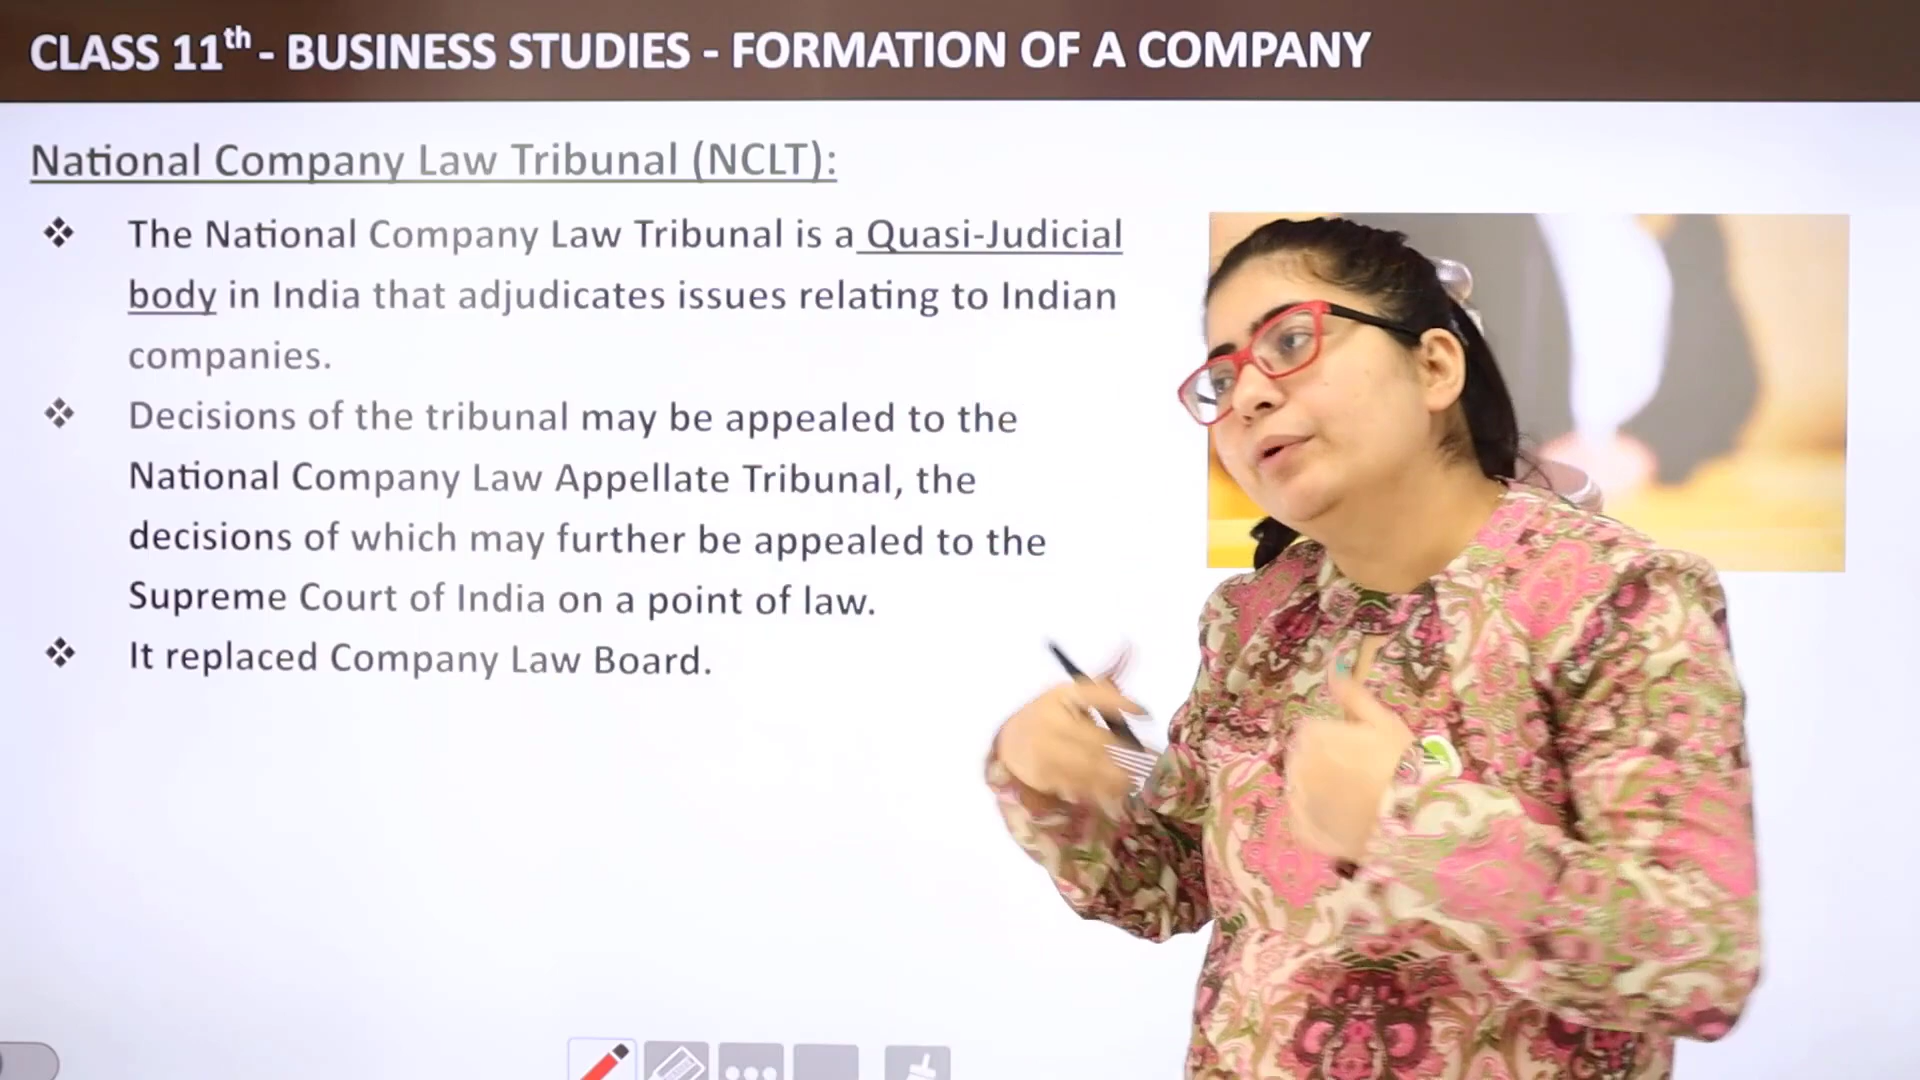 CLASS 11th - BUSINESS STUDIES - FORMATION OF A COMPANY
National Company Law Tribunal (NCLT):
❖ The National Company Law Tribunal is a Quasi-Judicial
body in India that adjudicates issues relating to Indian
companies.
❖ Decisions of the tribunal may be appealed to the
National Company Law Appellate Tribunal, the
decisions of which may further be appealed to the
Supreme Court of India on a point of law.
❖ It replaced Company Law Board.